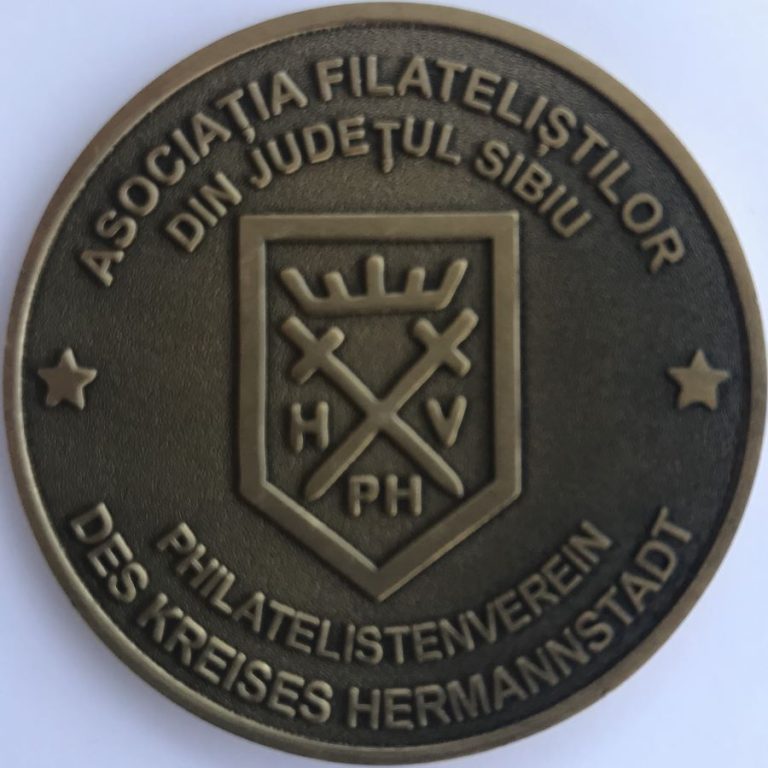 ASOCIAȚIA FILATELIȘTILOR
DIN JUDEȚUL SIBIU
H V
PH
PHILATELISTENVEREIN
DES KREISES HERMANNSTADT